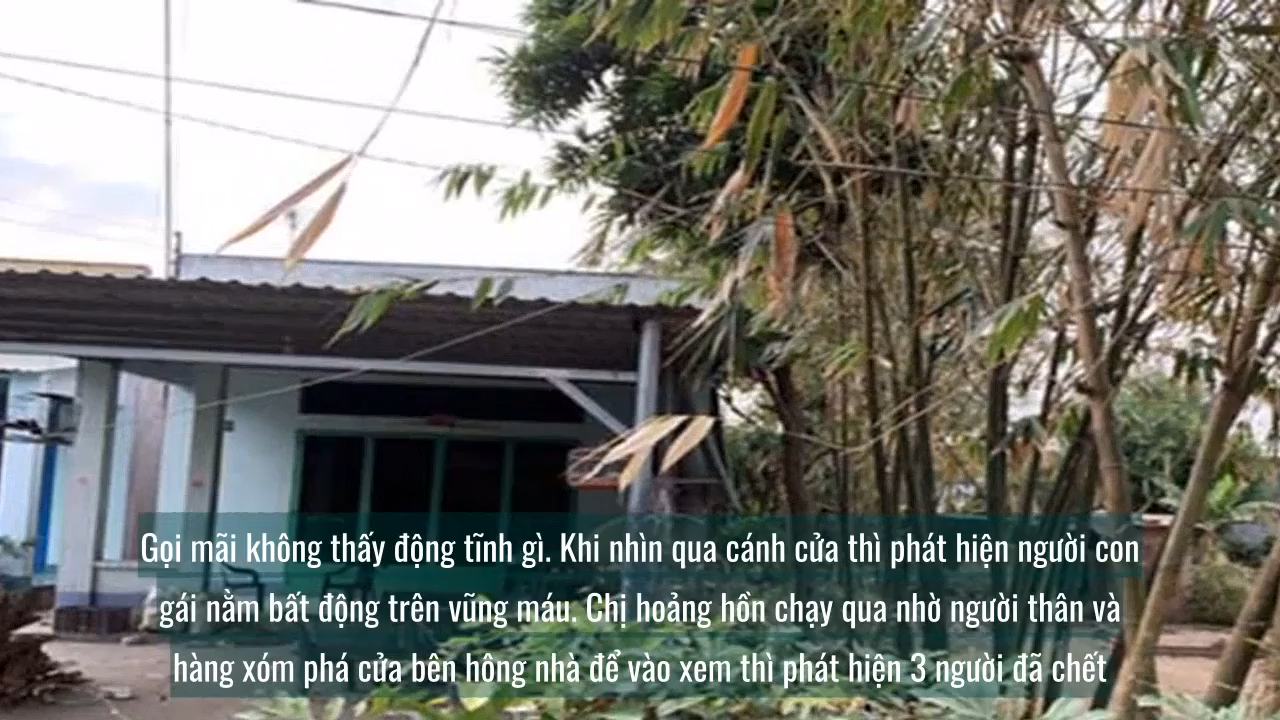 Gọi mãi không thấy động tĩnh gì. Khi nhìn qua cánh cửa thì phát hiện người con
gái nằm bất động trên vũng máu. Chị hoảng hồn chạy qua nhờ người thân và
hàng xóm phá cửa bên hông nhà để vào xem thì phát hiện 3 người đã chết